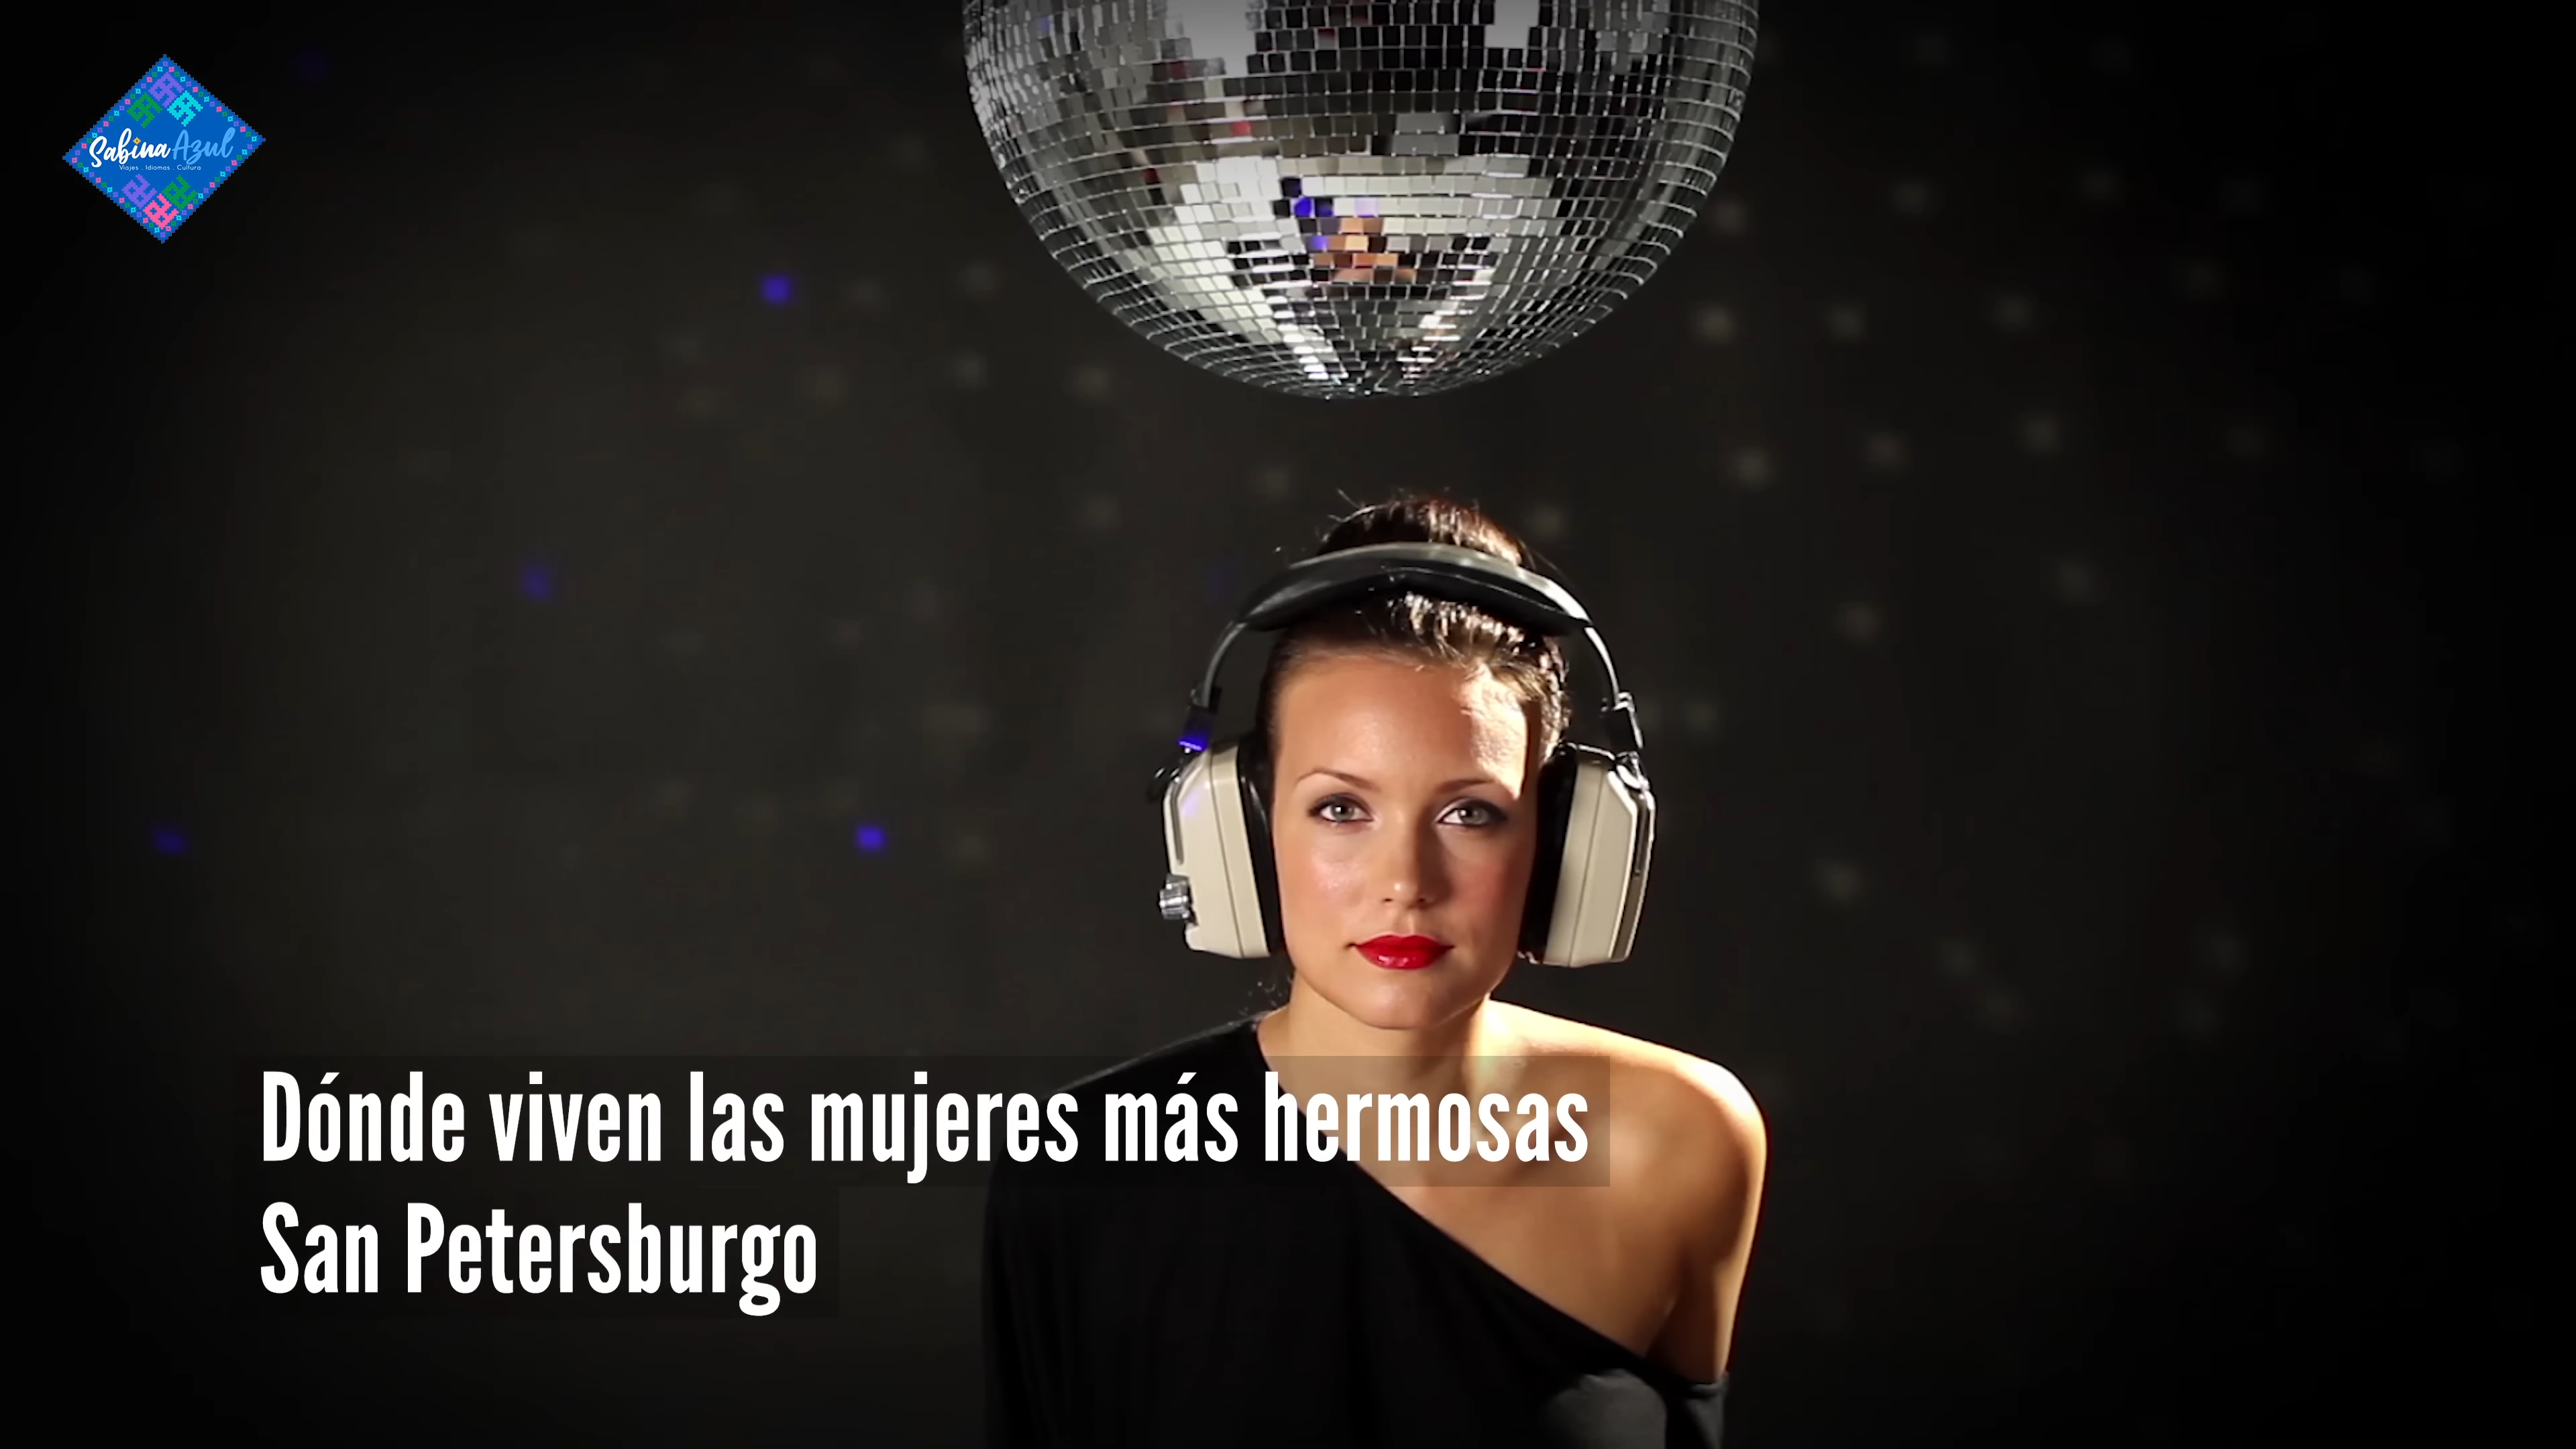 Sabina Azul
Viajes . Idiomas . Cultura
Dónde viven las mujeres más hermosas
San Petersburgo